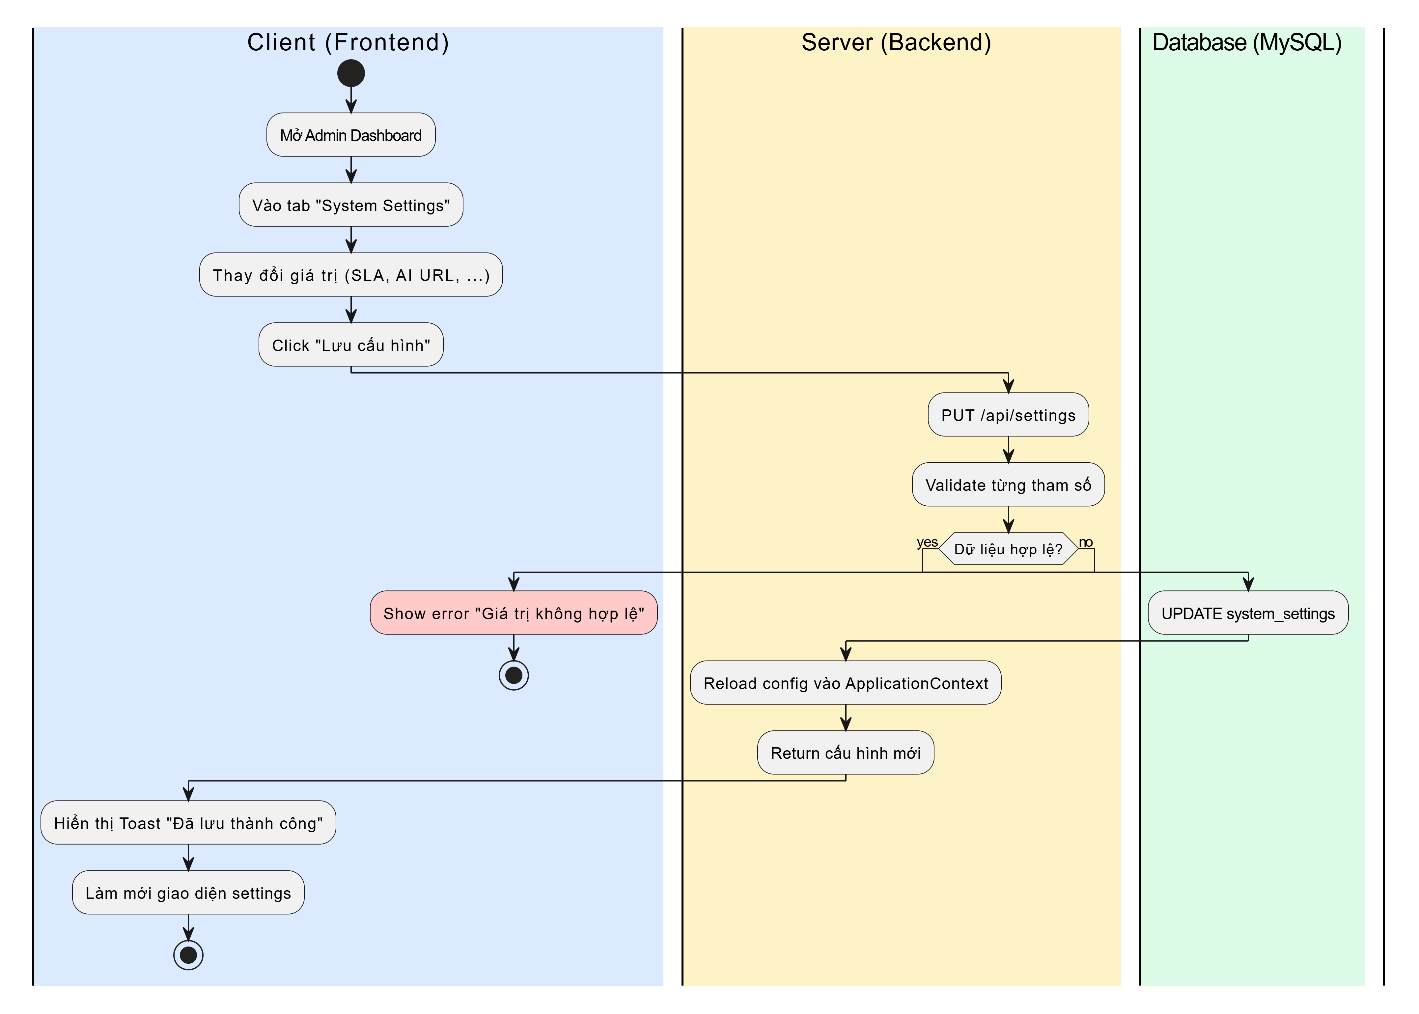 Client (Frontend)
Server (Backend)
Database (MySQL)
Mở Admin Dashboard
Vào tab "System Settings"
Thay đổi giá trị (SLA, AI URL, ...)
Click "Lưu cấu hình"
PUT /api/settings
Validate từng tham số
yes
Dữ liệu hợp lệ?
no
Show error "Giá trị không hợp lệ"
UPDATE system_settings
Reload config vào ApplicationContext
Return cấu hình mới
Hiển thị Toast "Đã lưu thành công"
Làm mới giao diện settings